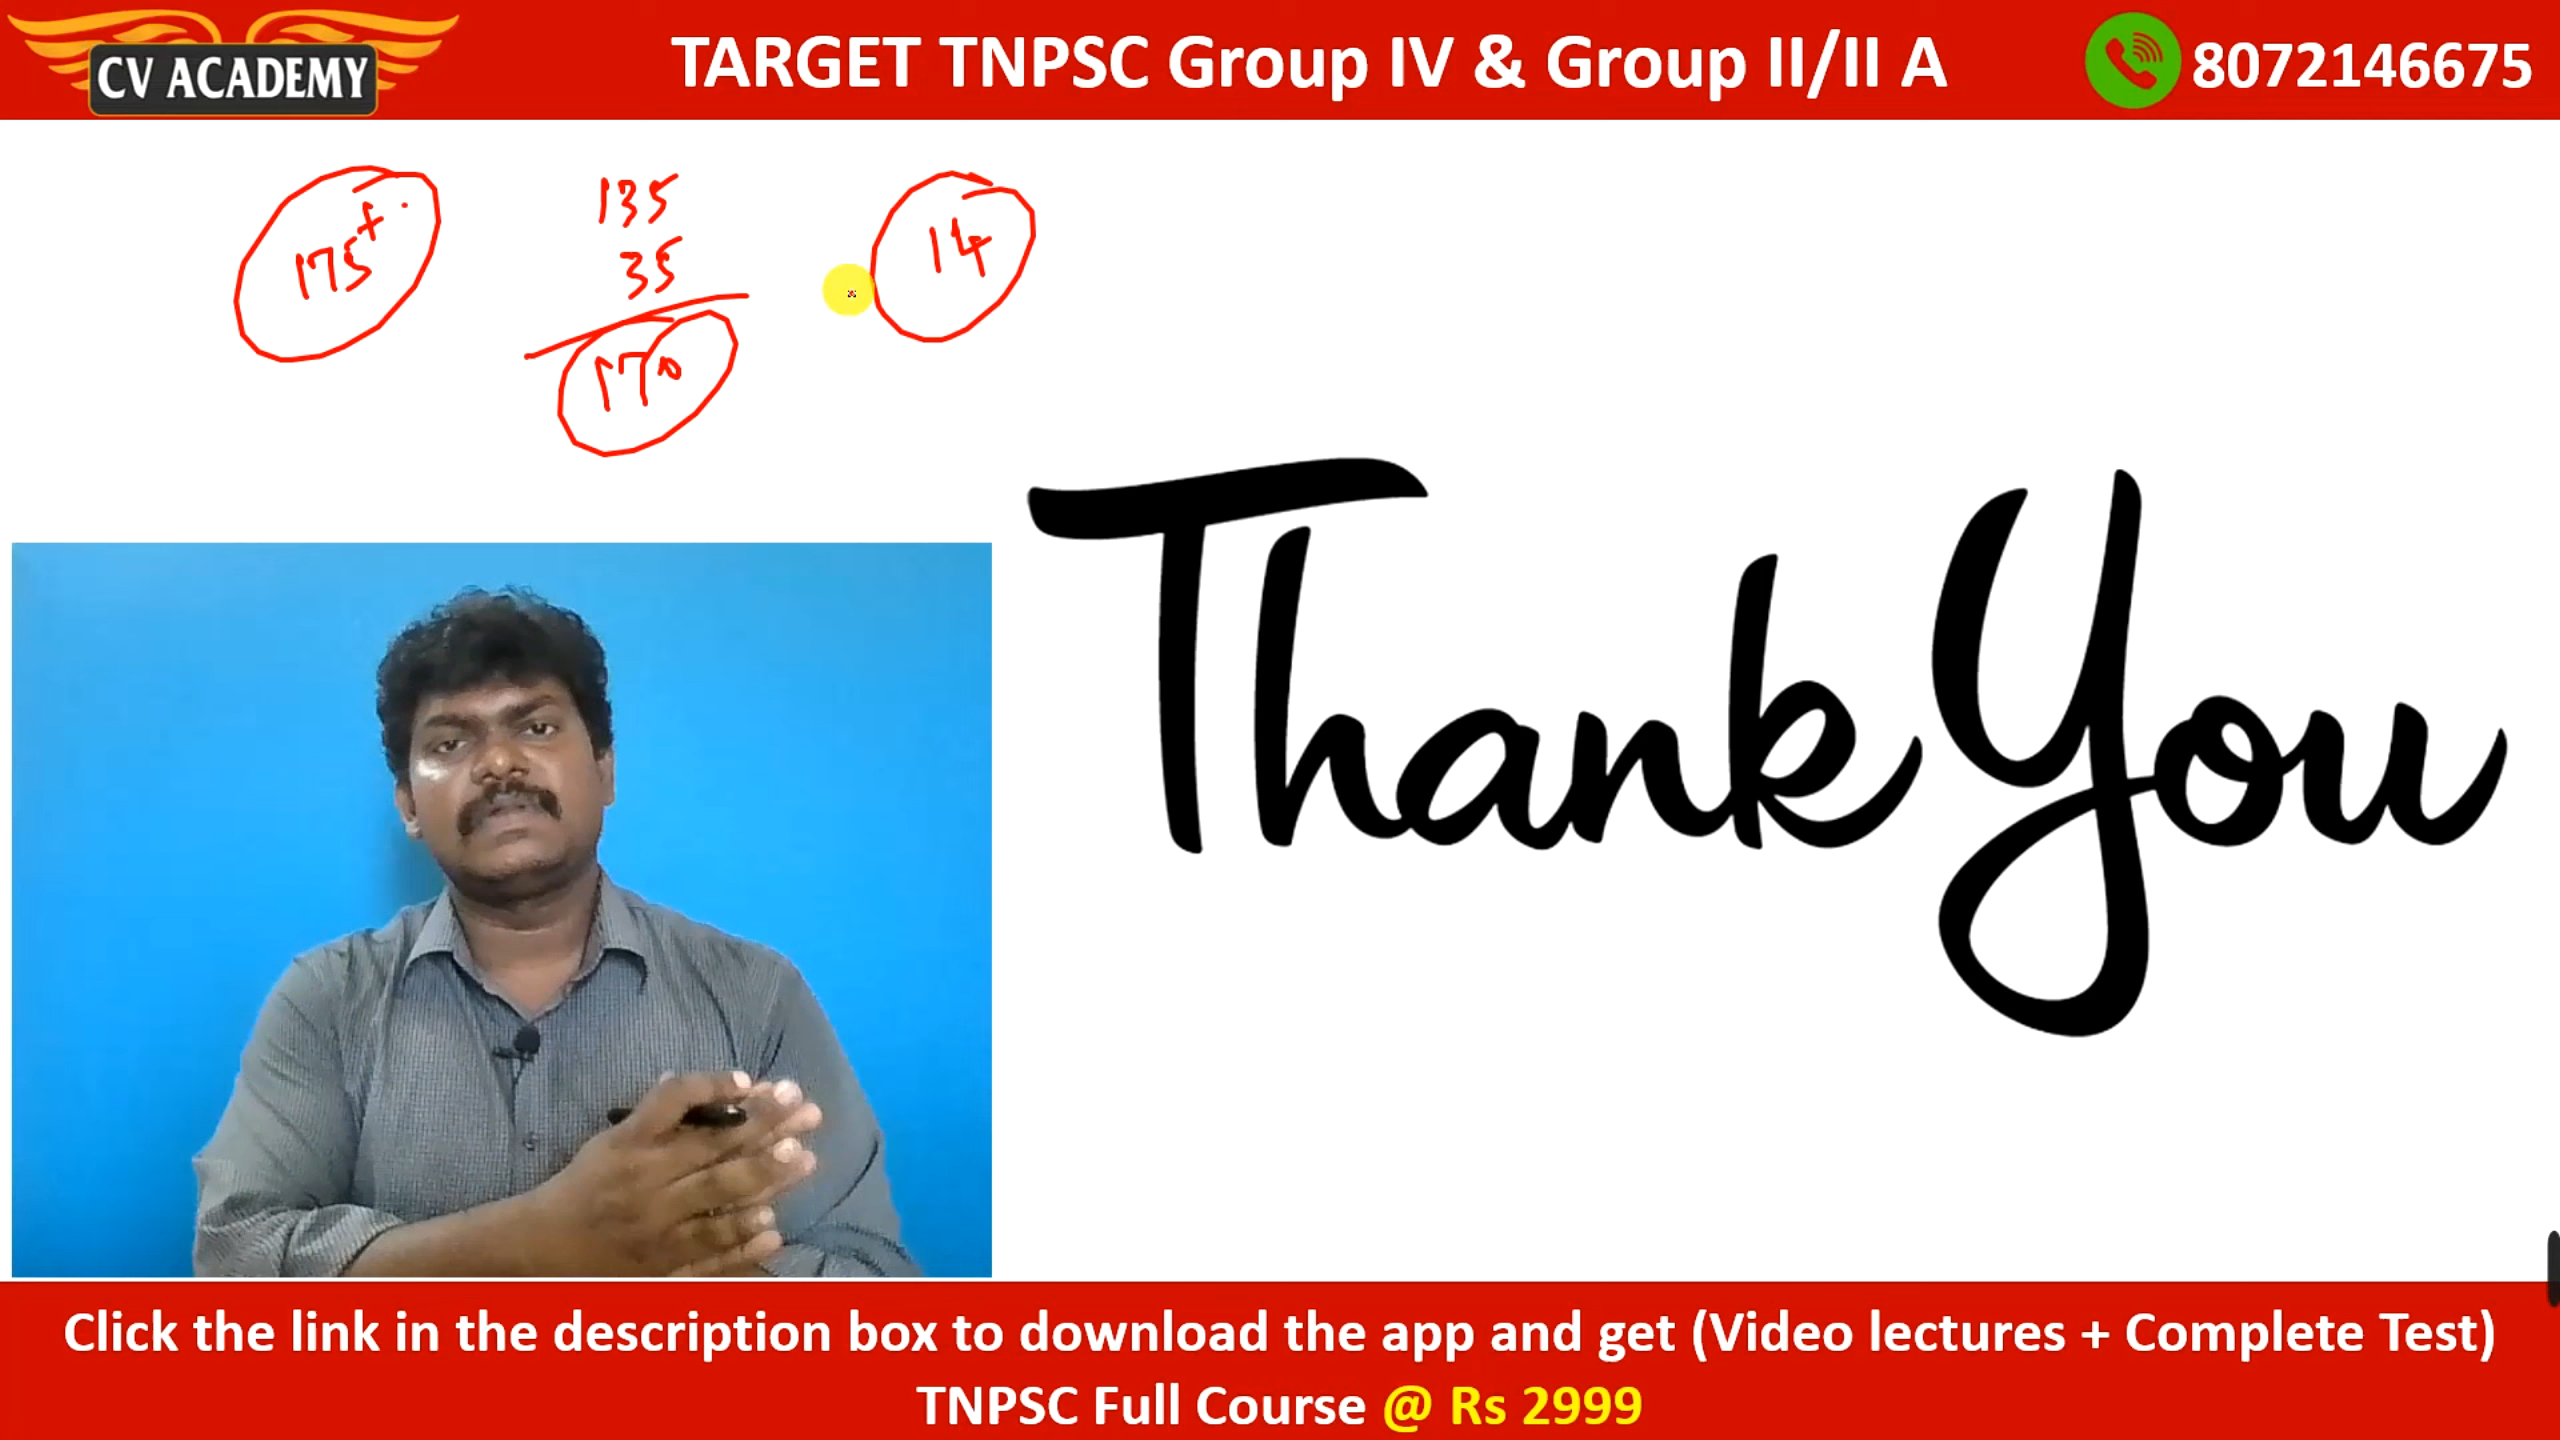 CV ACADEMY
TARGET TNPSC Group IV & Group II/II A
8072146675
175+
135
35
170
14
Thank You
Click the link in the description box to download the app and get (Video lectures + Complete Test)
TNPSC Full Course @ Rs 2999